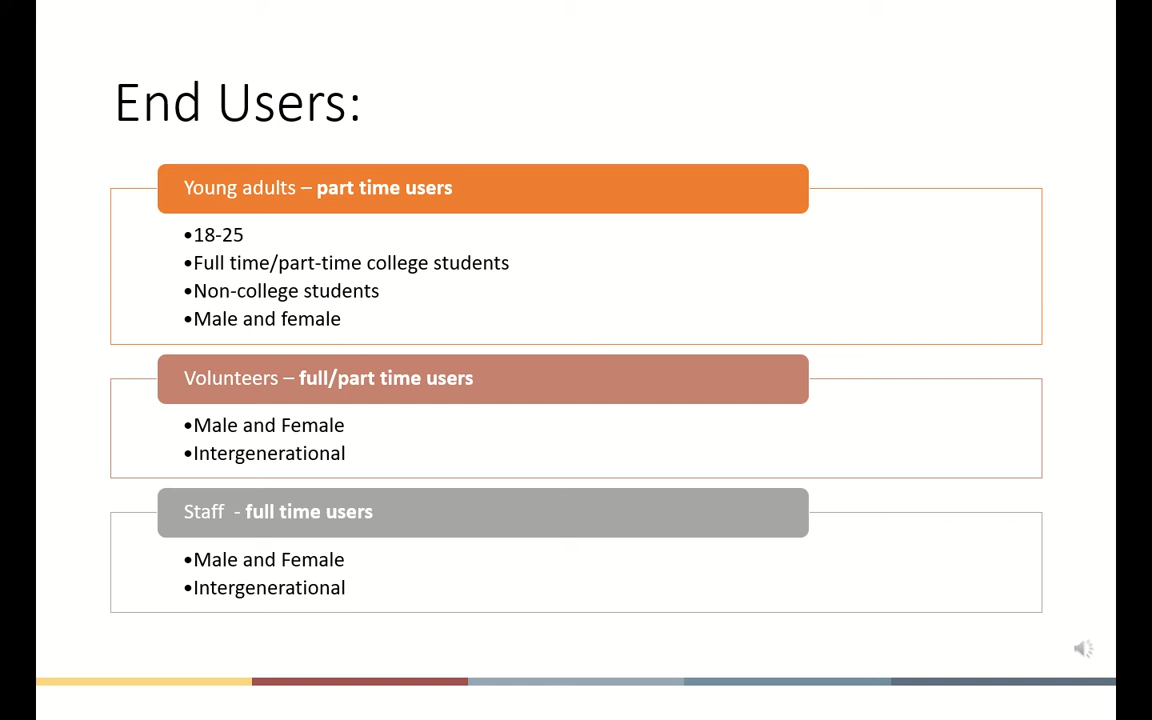 End Users:
Young adults – part time users
•18-25
•Full time/part-time college students
•Non-college students
•Male and female
Volunteers – full/part time users
•Male and Female
•Intergenerational
Staff  - full time users
•Male and Female
•Intergenerational